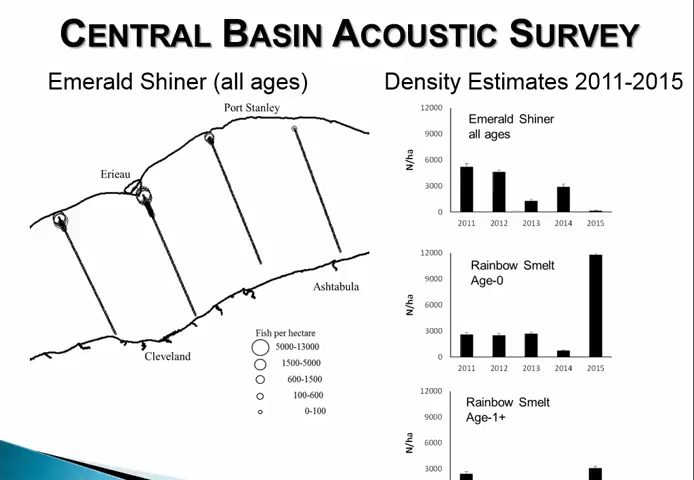 CENTRAL BASIN ACOUSTIC SURVEY
Emerald Shiner (all ages)
Port Stanley
Erieau
Ashtabula
Cleveland
Fish per hectare
5000-13000
1500-5000
600-1500
100-600
0-100
Density Estimates 2011-2015
12000
9000
6000
3000
0
N/ha
Emerald Shiner
all ages
2011 2012 2013 2014 2015
12000
9000
6000
3000
0
N/ha
Rainbow Smelt
Age-0
2011 2012 2013 2014 2015
12000
9000
6000
3000
N/ha
Rainbow Smelt
Age-1+